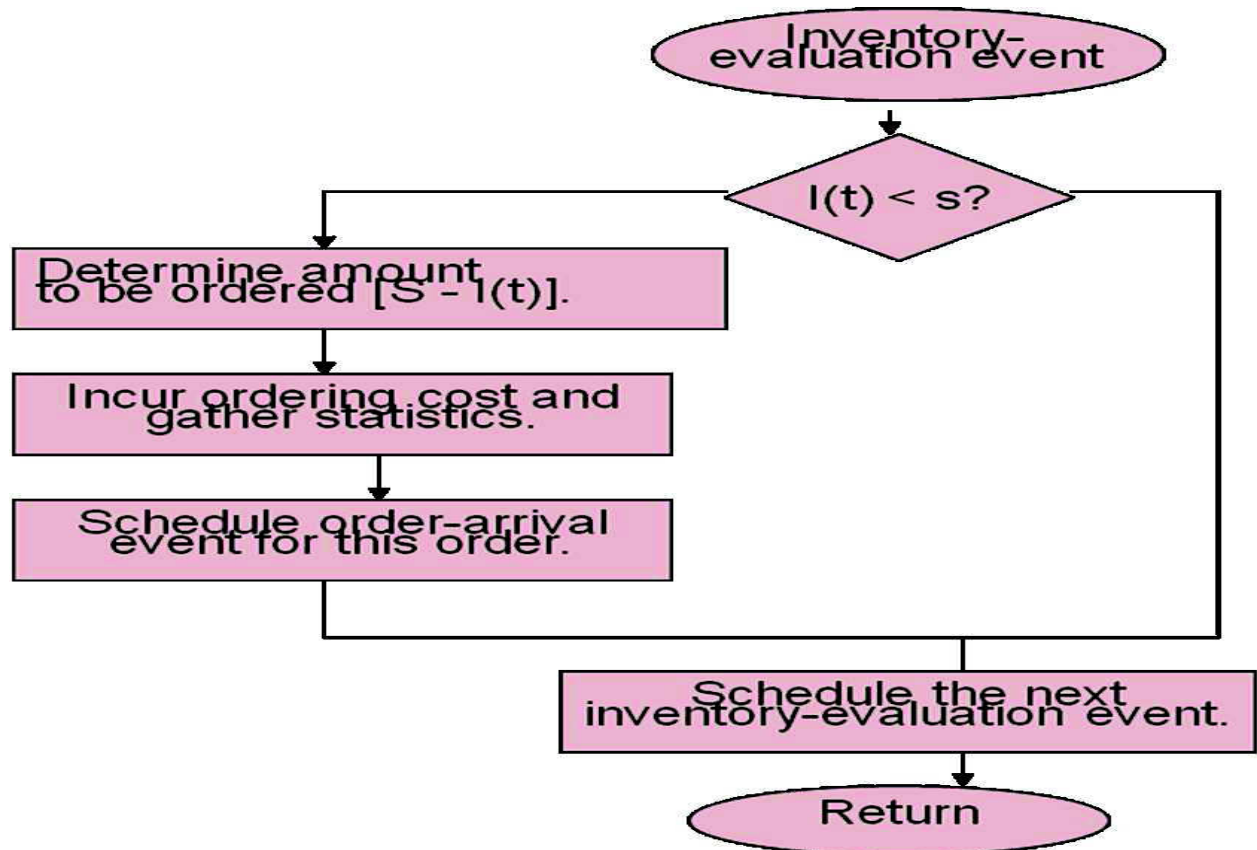 Inventory-
evaluation event
I(t) < s?
Determine amount
to be ordered [S - I(t)].
Incur ordering cost and
gather statistics.
Schedule order-arrival
event for this order.
Schedule the next
inventory-evaluation event.
Return